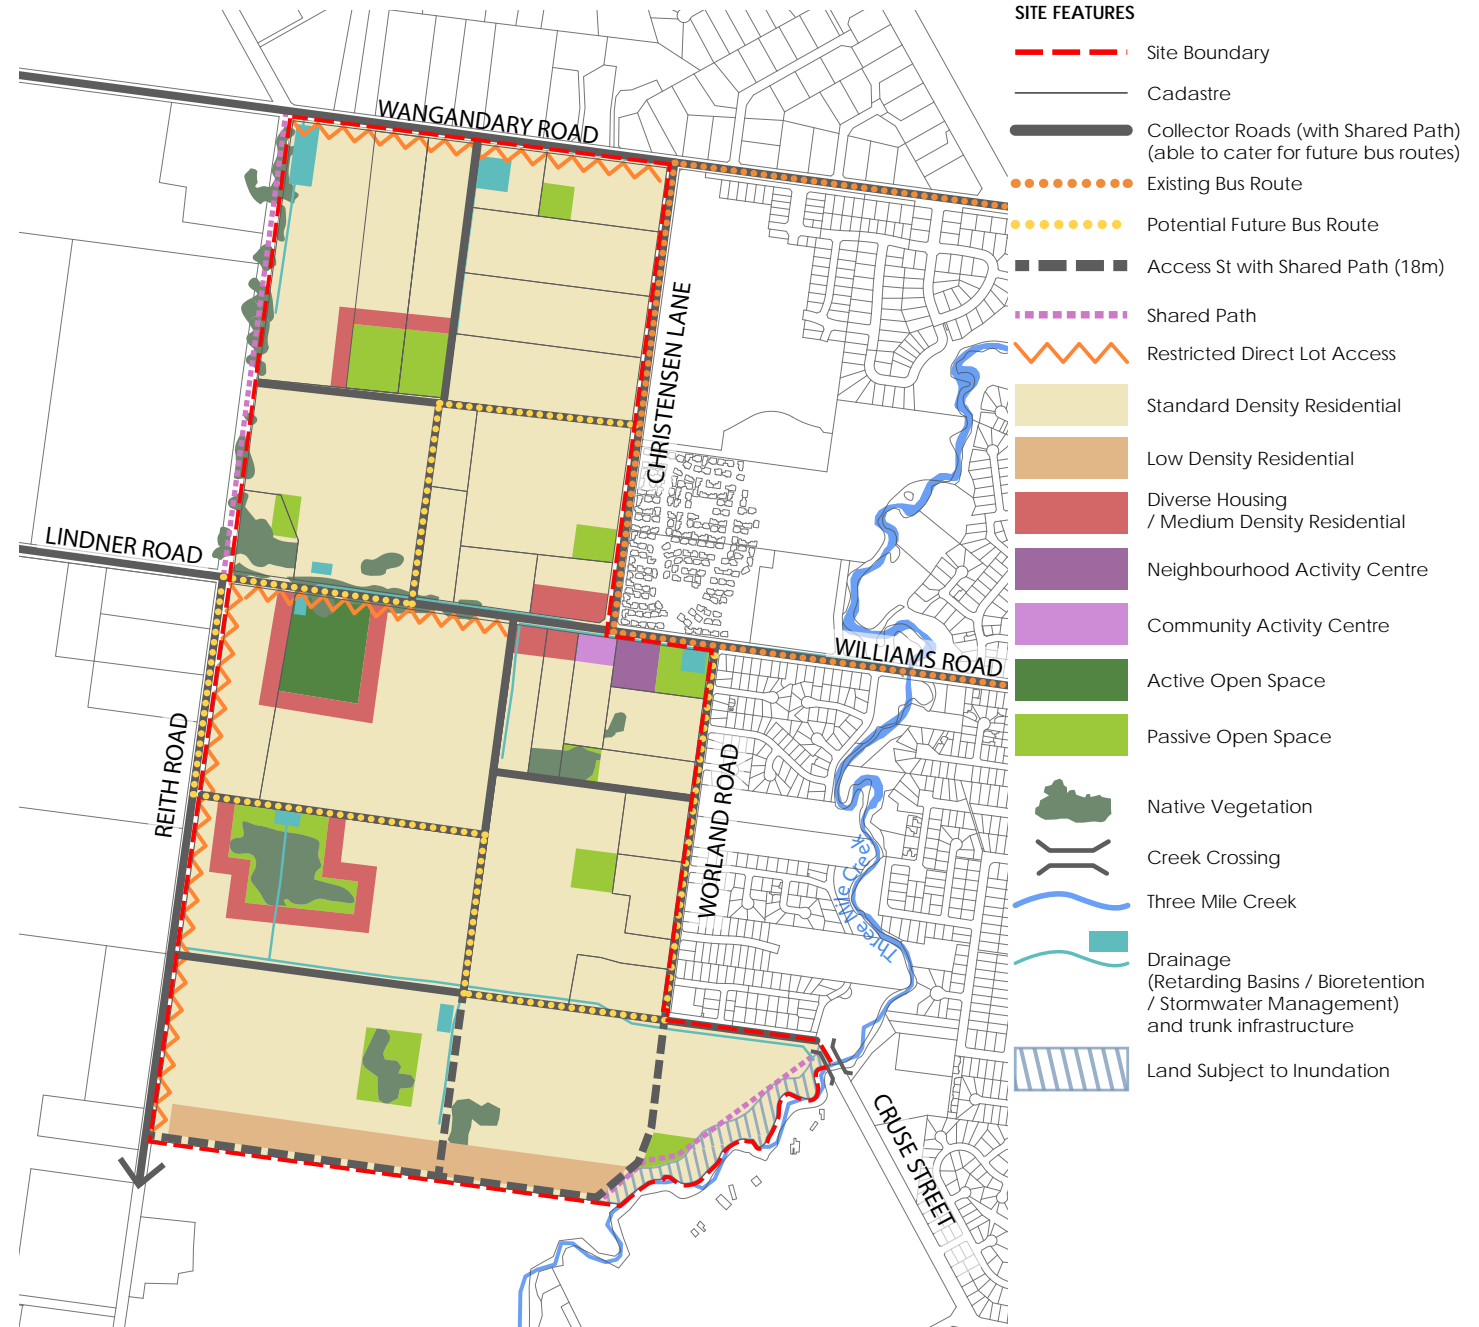 SITE FEATURES
Site Boundary
Cadastre
Collector Roads (with Shared Path)
(able to cater for future bus routes)
Existing Bus Route
Potential Future Bus Route
Access St with Shared Path (18m)
Shared Path
Restricted Direct Lot Access
Standard Density Residential
Low Density Residential
Diverse Housing
/ Medium Density Residential
Neighbourhood Activity Centre
Community Activity Centre
Active Open Space
Passive Open Space
Native Vegetation
Creek Crossing
Three Mile Creek
Drainage
(Retarding Basins / Bioretention
/ Stormwater Management)
and trunk infrastructure
Land Subject to Inundation
WANGANDARY ROAD
CHRISTENSEN LANE
LINDNER ROAD
WILLIAMS ROAD
REITH ROAD
WORLAND ROAD
Three Mile Creek
CRUSE STREET